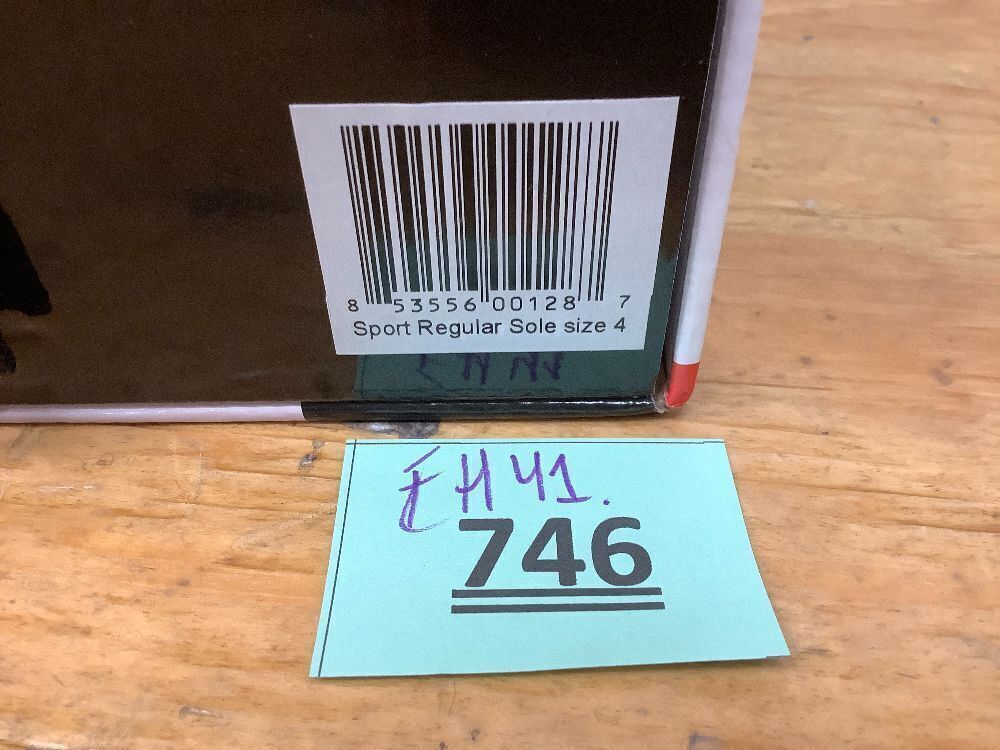 8 53556 00128 7
Sport Regular Sole size 4
EH41.
746